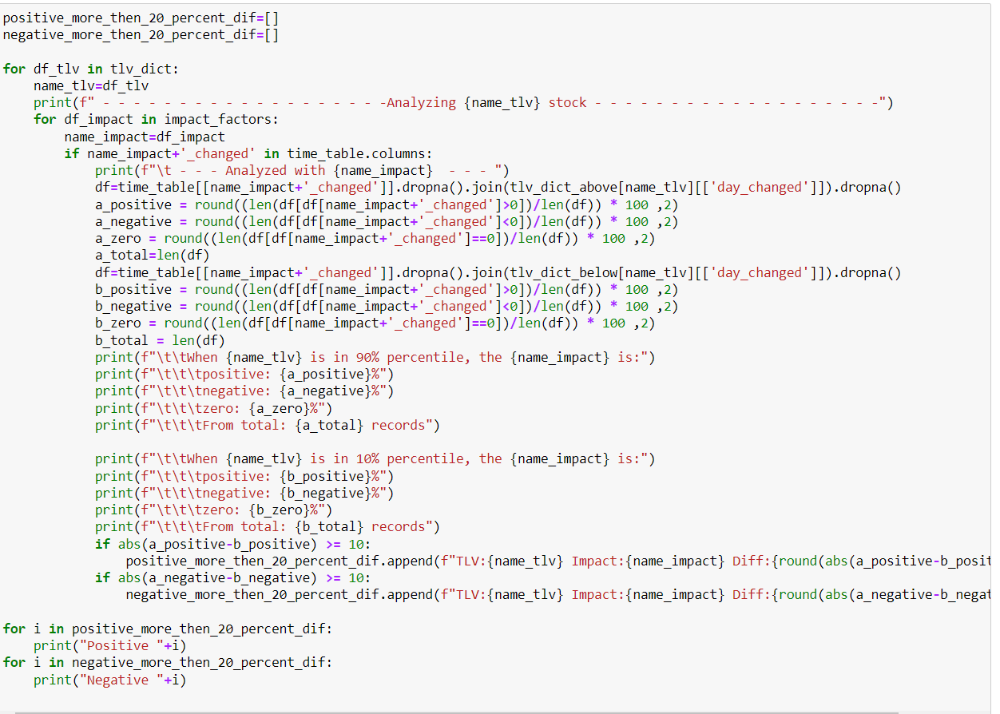 positive_more_then_20_percent_dif=[]
negative_more_then_20_percent_dif=[]

for df_tlv in tlv_dict:
    name_tlv=df_tlv
    print(f" - - - - - - - - - - - - - - - - - - -Analyzing {name_tlv} stock - - - - - - - - - - - - - - - - - - -")
    for df_impact in impact_factors:
        name_impact=df_impact
        if name_impact+'_changed' in time_table.columns:
            print(f"\t - - - Analyzed with {name_impact}  - - - ")
            df=time_table[[name_impact+'_changed']].dropna().join(tlv_dict_above[name_tlv][['day_changed']]).dropna()
            a_positive = round((len(df[df[name_impact+'_changed']>0])/len(df)) * 100 ,2)
            a_negative = round((len(df[df[name_impact+'_changed']<0])/len(df)) * 100 ,2)
            a_zero = round((len(df[df[name_impact+'_changed']==0])/len(df)) * 100 ,2)
            a_total=len(df)
            df=time_table[[name_impact+'_changed']].dropna().join(tlv_dict_below[name_tlv][['day_changed']]).dropna()
            b_positive = round((len(df[df[name_impact+'_changed']>0])/len(df)) * 100 ,2)
            b_negative = round((len(df[df[name_impact+'_changed']<0])/len(df)) * 100 ,2)
            b_zero = round((len(df[df[name_impact+'_changed']==0])/len(df)) * 100 ,2)
            b_total = len(df)
            print(f"\t\tWhen {name_tlv} is in 90% percentile, the {name_impact} is:")
            print(f"\t\t\tpositive: {a_positive}%")
            print(f"\t\t\tnegative: {a_negative}%")
            print(f"\t\t\tzero: {a_zero}%")
            print(f"\t\t\tFrom total: {a_total} records")

            print(f"\t\tWhen {name_tlv} is in 10% percentile, the {name_impact} is:")
            print(f"\t\t\tpositive: {b_positive}%")
            print(f"\t\t\tnegative: {b_negative}%")
            print(f"\t\t\tzero: {b_zero}%")
            print(f"\t\t\tFrom total: {b_total} records")
            if abs(a_positive-b_positive) >= 10:
                positive_more_then_20_percent_dif.append(f"TLV:{name_tlv} Impact:{name_impact} Diff:{round(abs(a_positive-b_posit
            if abs(a_negative-b_negative) >= 10:
                negative_more_then_20_percent_dif.append(f"TLV:{name_tlv} Impact:{name_impact} Diff:{round(abs(a_negative-b_negat

for i in positive_more_then_20_percent_dif:
    print("Positive "+i)
for i in negative_more_then_20_percent_dif:
    print("Negative "+i)